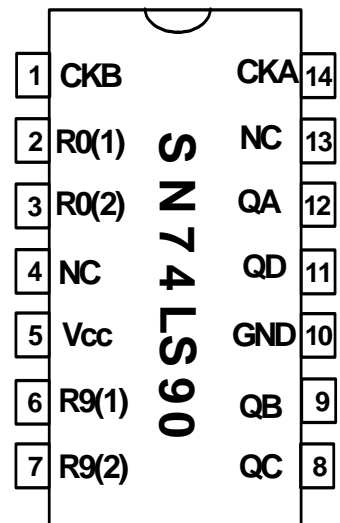 1 CKB CKA 14
2 R0(1) NC 13
3 R0(2) QA 12
4 NC QD 11
5 Vcc GND 10
6 R9(1) QB 9
7 R9(2) QC 8
SN74LS90